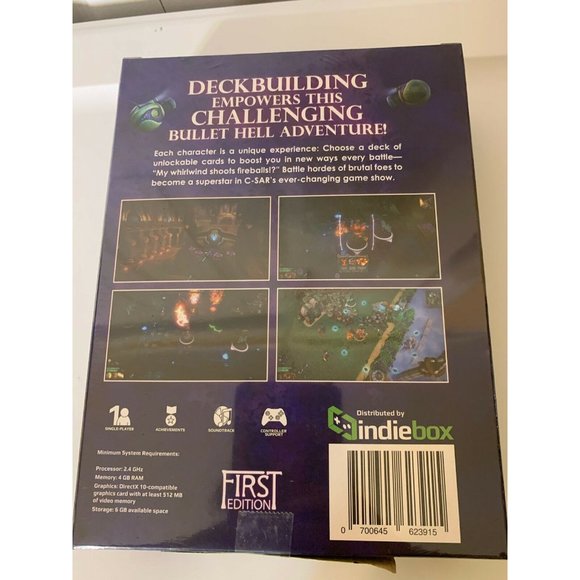 DECKBUILDING
EMPOWERS THIS
CHALLENGING
BULLET HELL ADVENTURE!
Each character is a unique experience: Choose a deck of
unlockable cards to boost you in new ways every battle—
"My whirlwind shoots fireballs!?" Battle hordes of brutal foes to
become a superstar in C-SAR's ever-changing game show.
1
SINGLE-PLAYER
ACHIEVEMENTS
SOUNDTRACK
CONTROLLER
SUPPORT
Distributed by
indiebox
Minimum System Requirements:
Processor: 2.4 GHz
Memory: 4 GB RAM
Graphics: DirectX 10-compatible
graphics card with at least 512 MB
of video memory
Storage: 6 GB available space
FIRST
EDITION
0 700645 623915